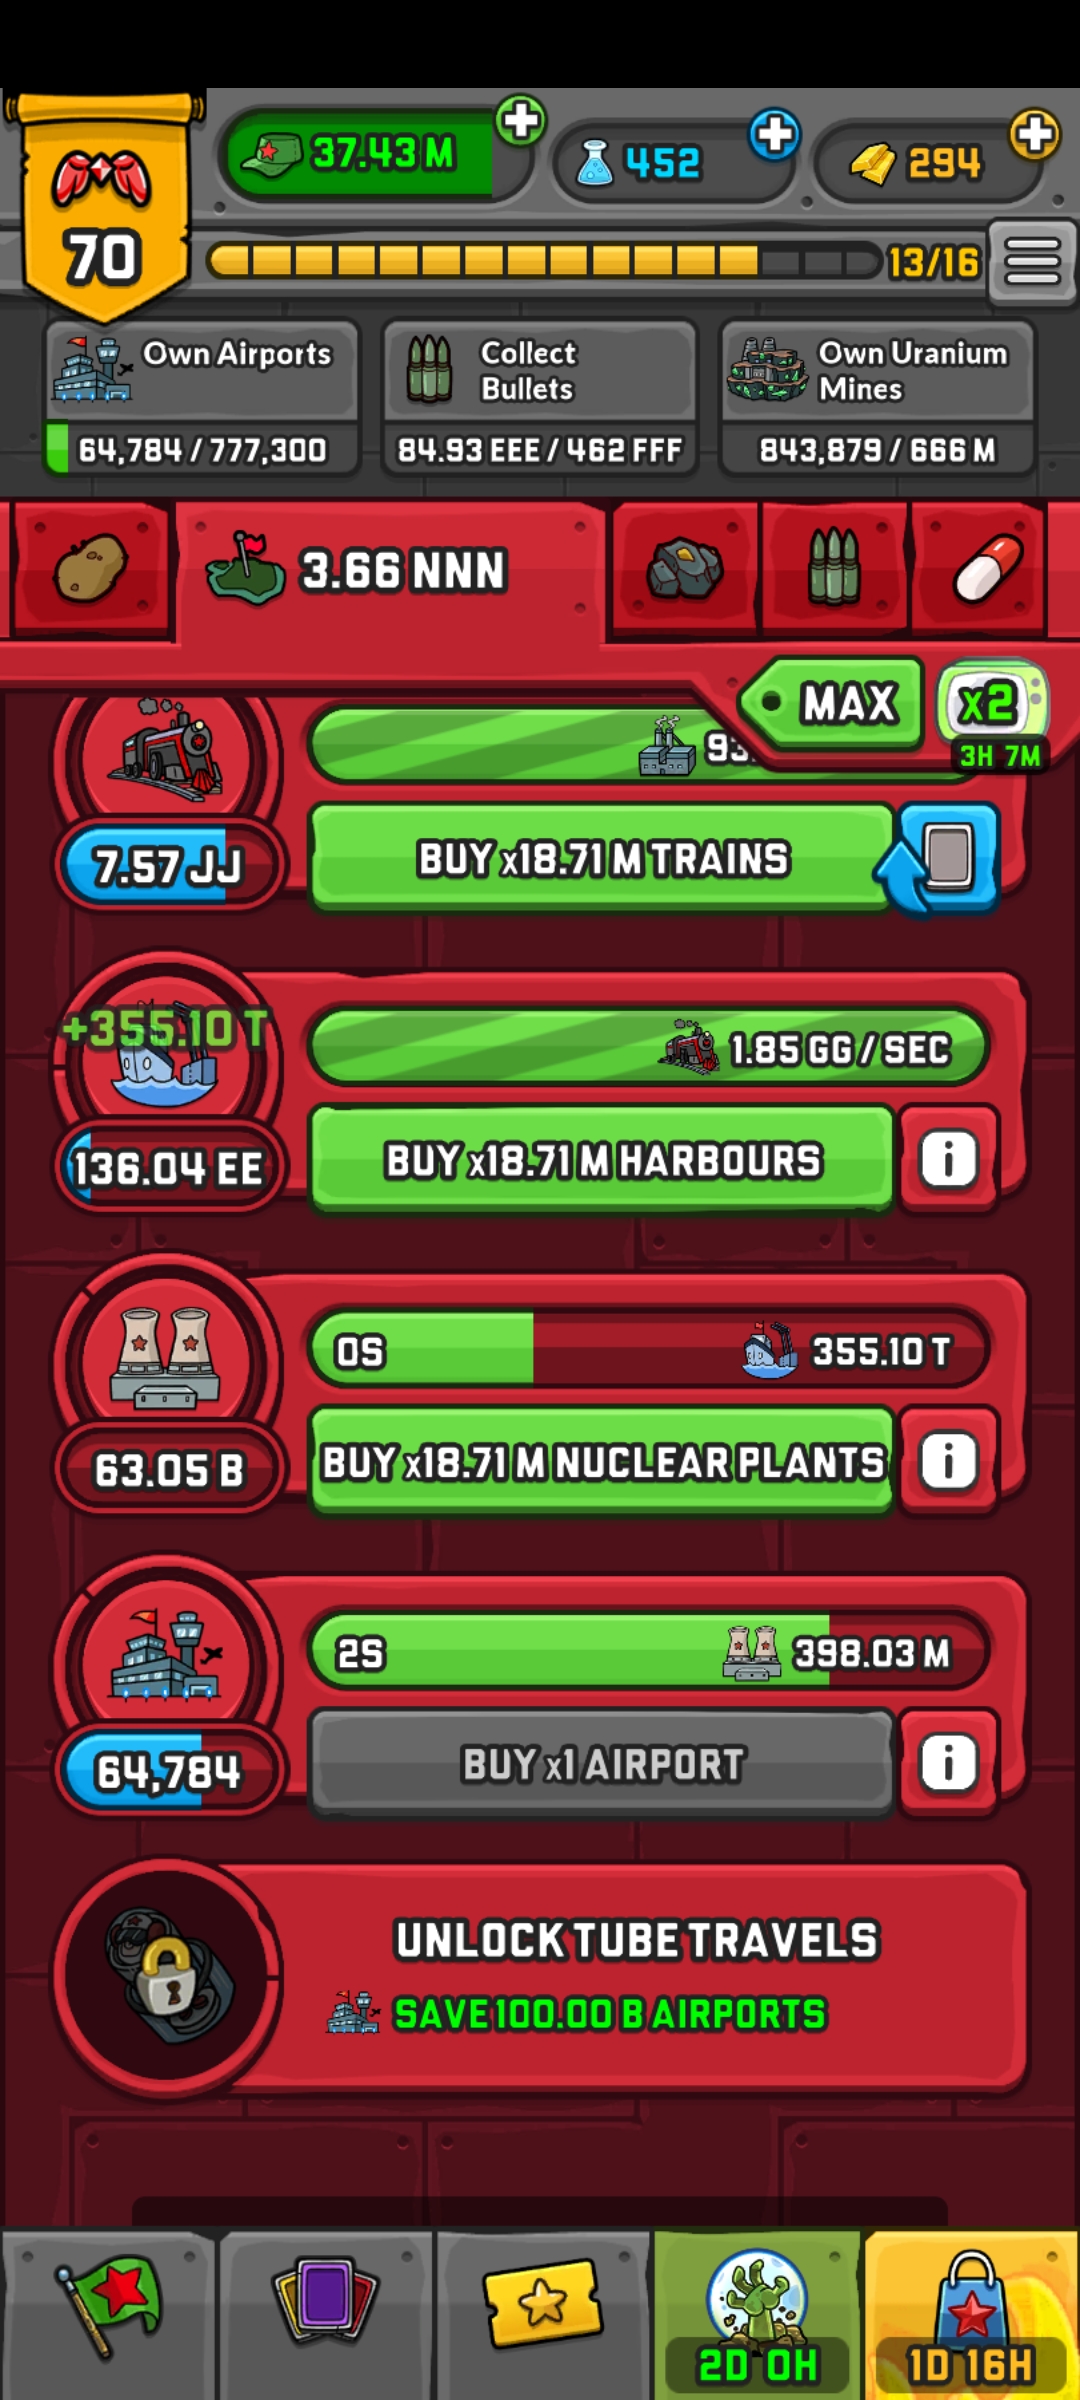 37.43 M
452
294
70
13/16
Own Airports
64,784 / 777,300
Collect
Bullets
84.93 EEE / 462 FFF
Own Uranium
Mines
843,879 / 666 M
3.66 NNN
MAX
x2
3H 7M
93.
7.57 JJ
BUY x18.71 M TRAINS
+355.10 T
1.85 GG / SEC
136.04 EE
BUY x18.71 M HARBOURS
i
0S
355.10 T
63.05 B
BUY x18.71 M NUCLEAR PLANTS
i
2S
398.03 M
64,784
BUY x1 AIRPORT
i
UNLOCK TUBE TRAVELS
SAVE 100.00 B AIRPORTS
2D 0H
1D 16H